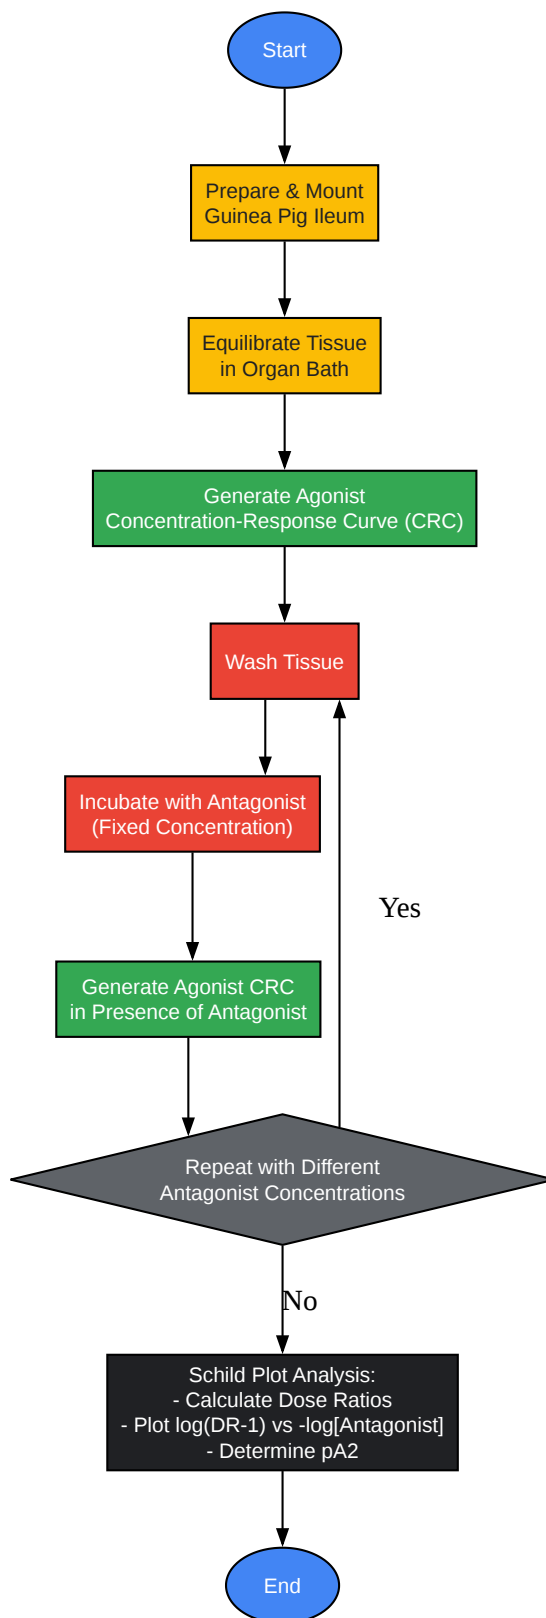 Start
Prepare & Mount
Guinea Pig Ileum
Equilibrate Tissue
in Organ Bath
Generate Agonist
Concentration-Response Curve (CRC)
Wash Tissue
Incubate with Antagonist
(Fixed Concentration)
Yes
Generate Agonist CRC
in Presence of Antagonist
Repeat with Different
Antagonist Concentrations
No
Schild Plot Analysis:
- Calculate Dose Ratios
- Plot log(DR-1) vs -log[Antagonist]
- Determine pA2
End